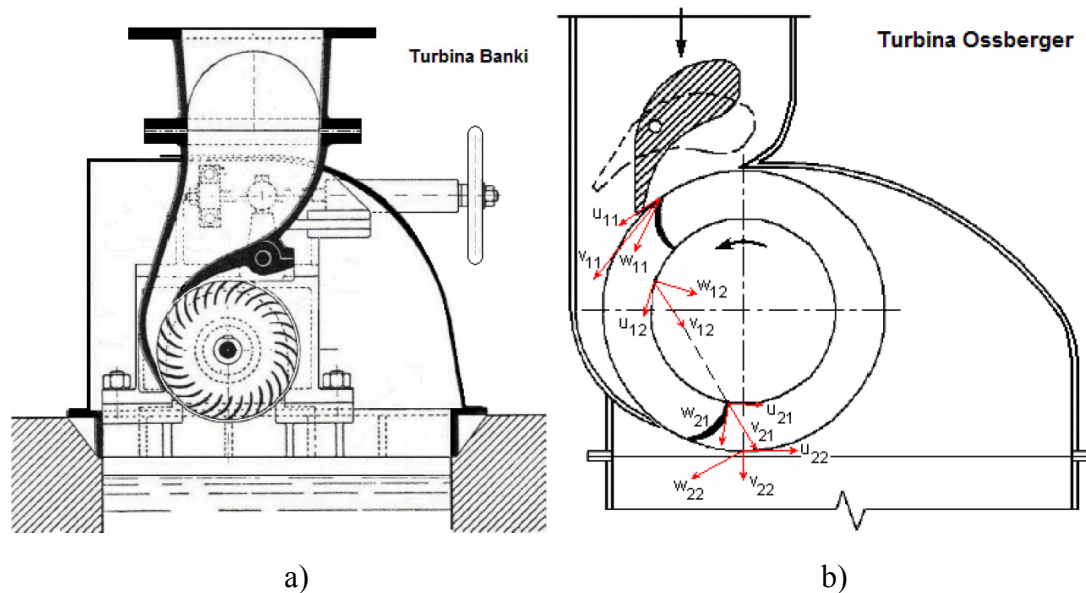 Turbina Banki
a)
Turbina Ossberger
u11
v11
w11
w12
u12
v12
w21
u21
v21
u22
w22
v22
b)